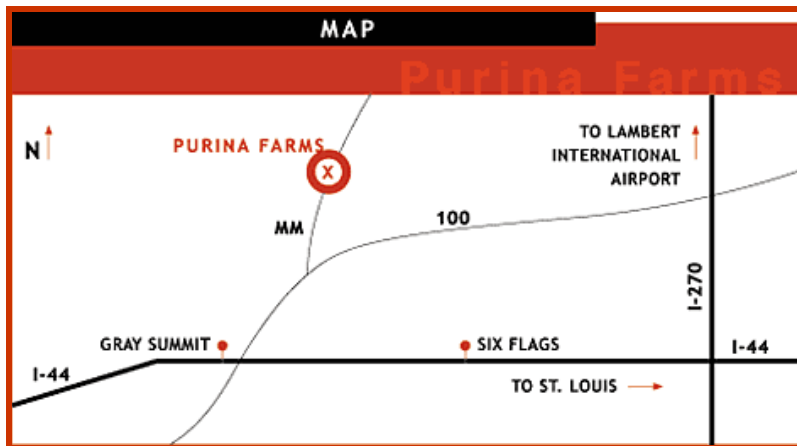 MAP
Purina Farms
N
PURINA FARMS
X
TO LAMBERT
INTERNATIONAL
AIRPORT
MM
100
I-270
GRAY SUMMIT
SIX FLAGS
I-44
I-44
TO ST. LOUIS